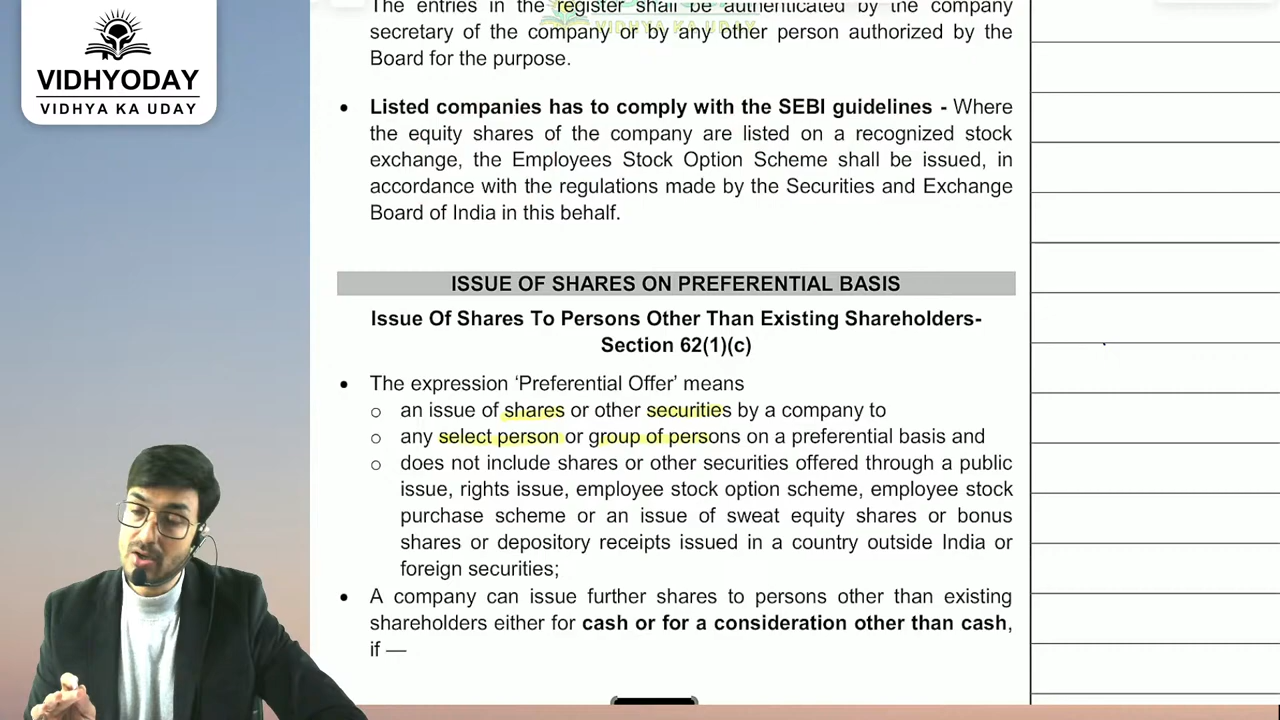 VIDHYODAY
VIDHYA KA UDAY
The entries in the register shall be authenticated by the company
secretary of the company or by any other person authorized by the
Board for the purpose.
VIDHYA KA UDAY
• Listed companies has to comply with the SEBI guidelines - Where
the equity shares of the company are listed on a recognized stock
exchange, the Employees Stock Option Scheme shall be issued, in
accordance with the regulations made by the Securities and Exchange
Board of India in this behalf.
ISSUE OF SHARES ON PREFERENTIAL BASIS
Issue Of Shares To Persons Other Than Existing Shareholders-
Section 62(1)(c)
• The expression ‘Preferential Offer’ means
o an issue of shares or other securities by a company to
o any select person or group of persons on a preferential basis and
o does not include shares or other securities offered through a public
issue, rights issue, employee stock option scheme, employee stock
purchase scheme or an issue of sweat equity shares or bonus
shares or depository receipts issued in a country outside India or
foreign securities;
• A company can issue further shares to persons other than existing
shareholders either for cash or for a consideration other than cash,
if —